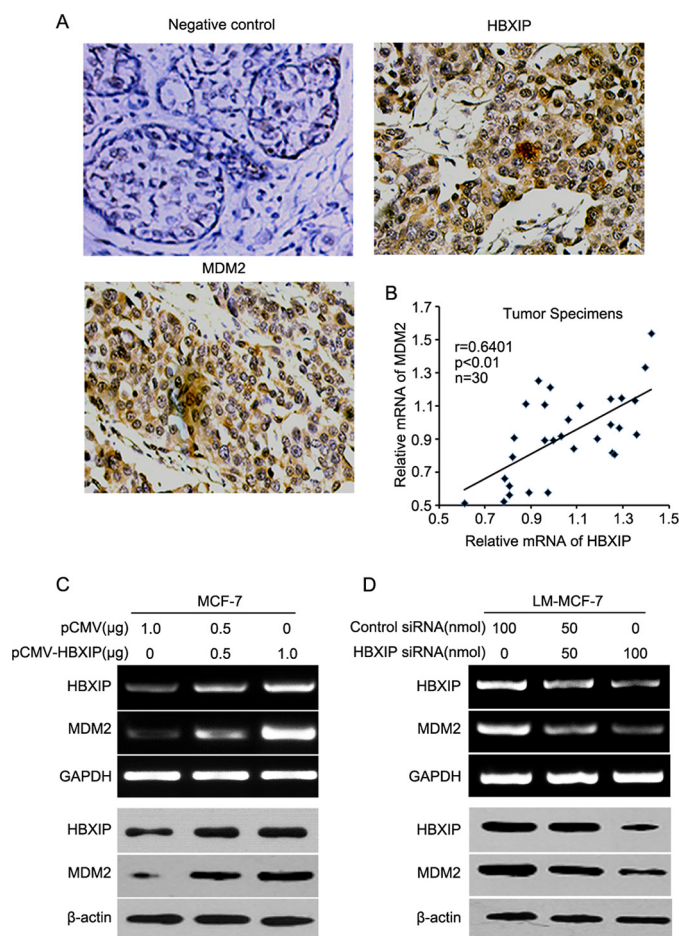 A
Negative control
HBXIP
MDM2
B
Tumor Specimens
r=0.6401
p<0.01
n=30
Relative mRNA of MDM2
1.7
1.5
1.3
1.1
0.9
0.7
0.5
0.5 0.7 0.9 1.1 1.3 1.5
Relative mRNA of HBXIP
C
MCF-7
pCMV(μg) 1.0 0.5 0
pCMV-HBXIP(μg) 0 0.5 1.0
HBXIP
MDM2
GAPDH
HBXIP
MDM2
β-actin
D
LM-MCF-7
Control siRNA(nmol) 100 50 0
HBXIP siRNA(nmol) 0 50 100
HBXIP
MDM2
GAPDH
HBXIP
MDM2
β-actin